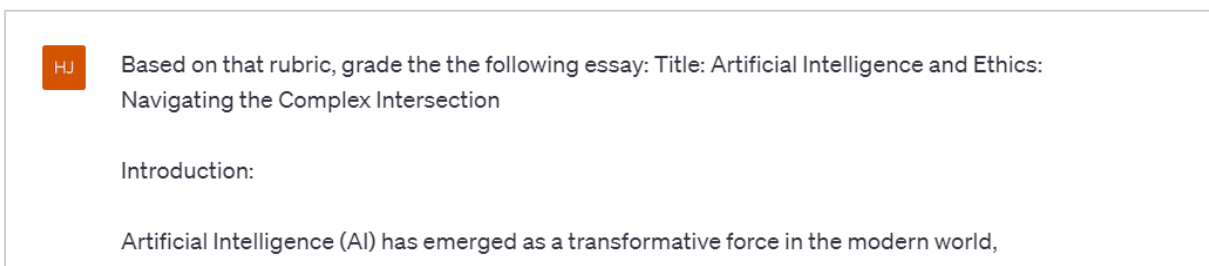 HJ
Based on that rubric, grade the the following essay: Title: Artificial Intelligence and Ethics:
Navigating the Complex Intersection
Introduction:
Artificial Intelligence (AI) has emerged as a transformative force in the modern world,